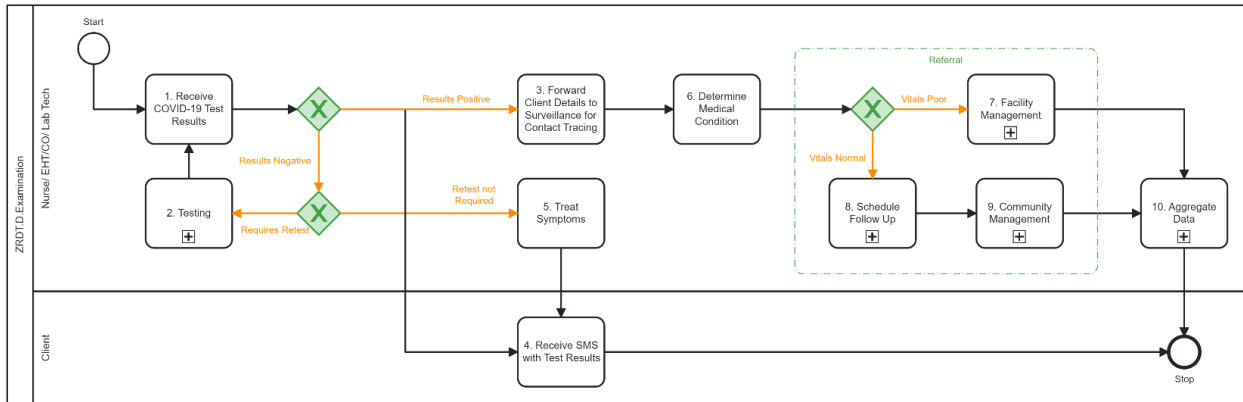 ZRDT.D.Examination
Nurse/ EHT/CO/ Lab Tech
Start
1. Receive
COVID-19 Test
Results
Results Positive
Results Negative
3. Forward
Client Details to
Surveillance for
Contact Tracing
6. Determine
Medical
Condition
Referral
Vitals Poor
7. Facility
Management
Vitals Normal
2. Testing
Requires Retest
Retest not
Required
5. Treat
Symptoms
8. Schedule
Follow Up
9. Community
Management
10. Aggregate
Data
Client
4. Receive SMS
with Test Results
Stop